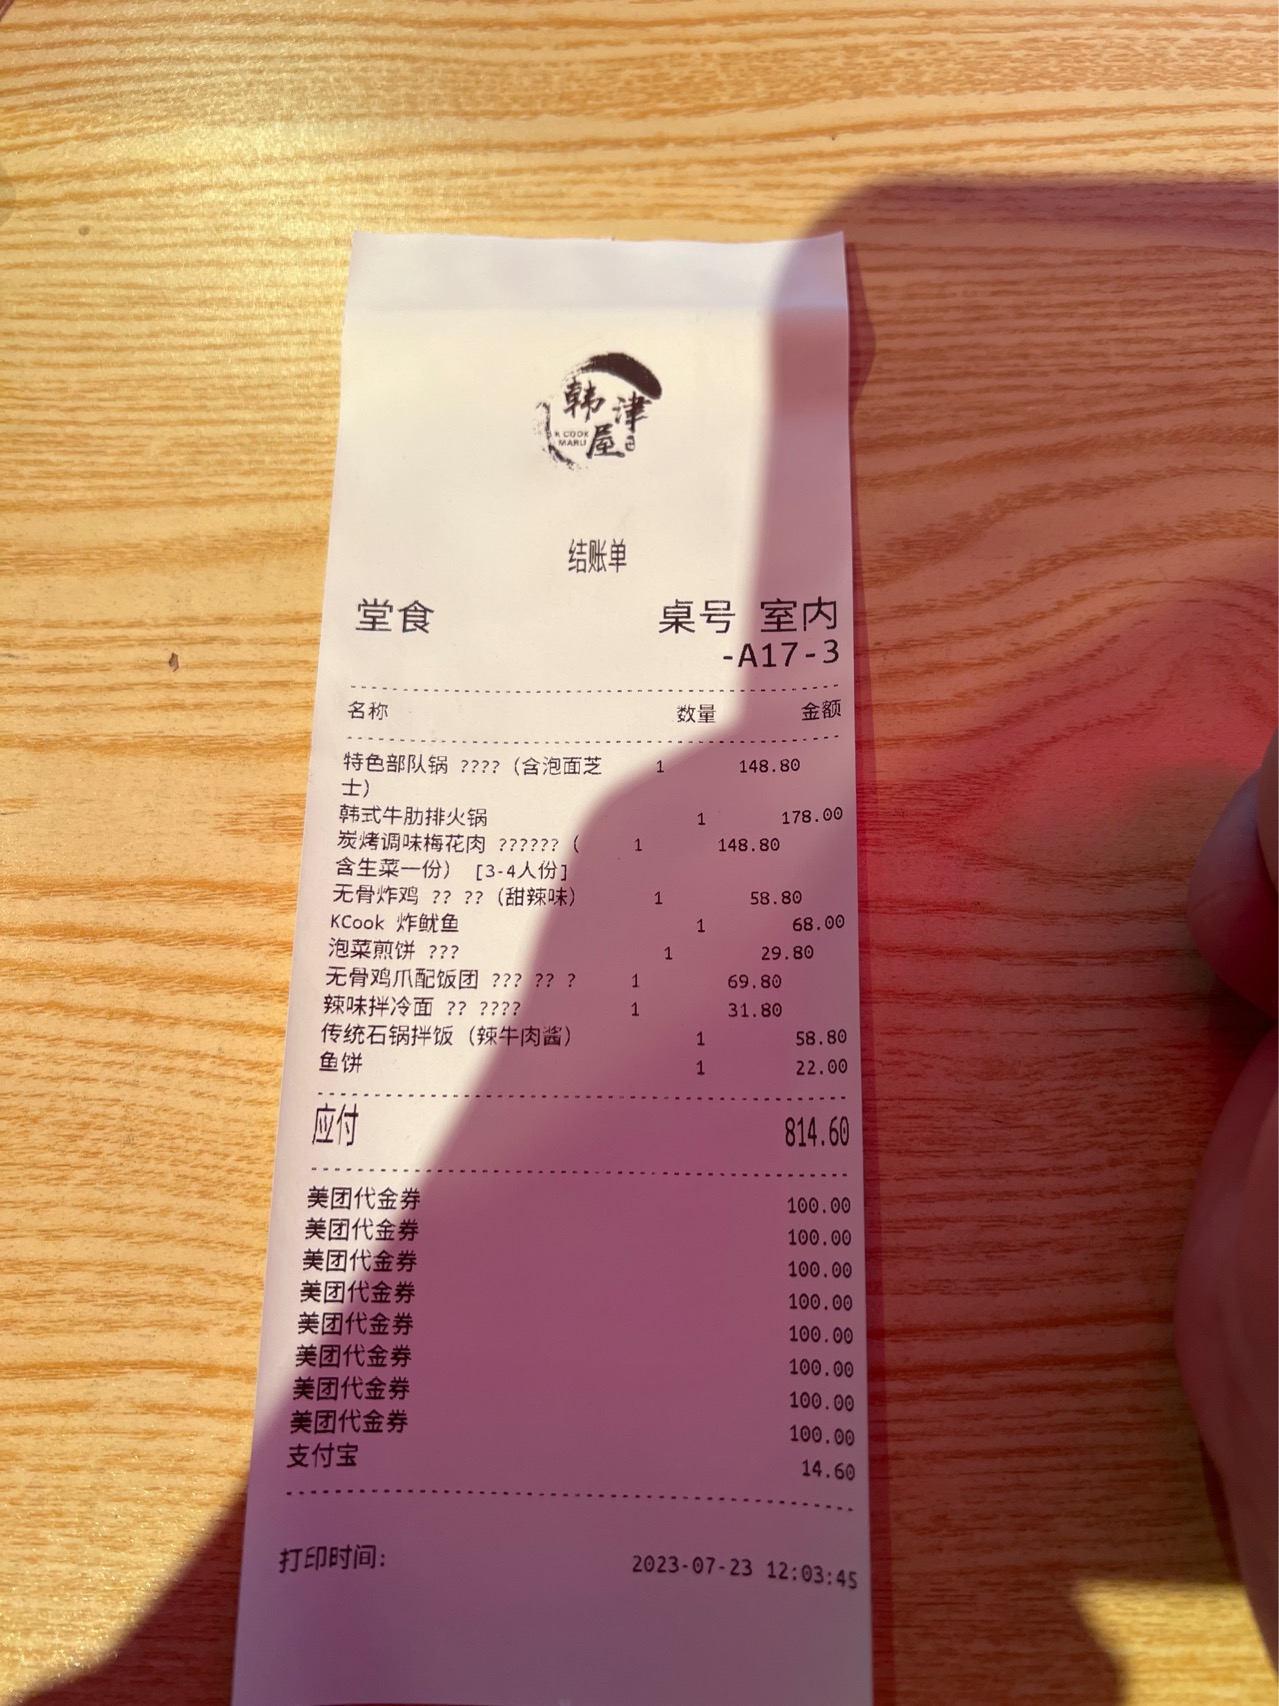 韩津屋
K COOK
MARU
结账单
堂食 桌号 室内
-A17-3
名称 数量 金额
特色部队锅 ???? (含泡面芝 1 148.80
士)
韩式牛肋排火锅 1 178.00
炭烤调味梅花肉 ?????? ( 1 148.80
含生菜一份) [3-4人份]
无骨炸鸡 ?? ?? (甜辣味) 1 58.80
KCook 炸鱿鱼 1 68.00
泡菜煎饼 ??? 1 29.80
无骨鸡爪配饭团 ??? ?? ? 1 69.80
辣味拌冷面 ?? ???? 1 31.80
传统石锅拌饭 (辣牛肉酱) 1 58.80
鱼饼 1 22.00
应付 814.60
美团代金券 100.00
美团代金券 100.00
美团代金券 100.00
美团代金券 100.00
美团代金券 100.00
美团代金券 100.00
美团代金券 100.00
美团代金券 100.00
支付宝 14.60
打印时间: 2023-07-23 12:03:45